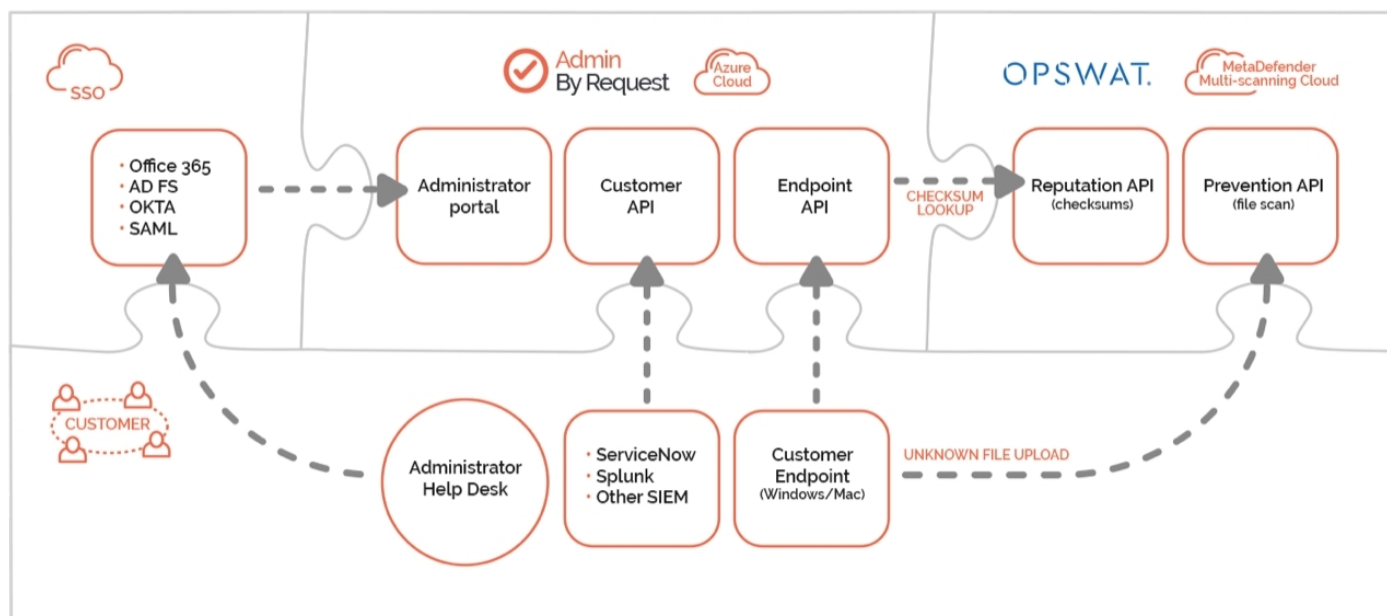 SSO
Admin
By Request
Azure
Cloud
OPSWAT.
MetaDefender
Multi-scanning Cloud
• Office 365
• AD FS
• OKTA
• SAML
Administrator
portal
Customer
API
Endpoint
API
CHECKSUM
LOOKUP
Reputation API
(checksums)
Prevention API
(file scan)
CUSTOMER
Administrator
Help Desk
• ServiceNow
• Splunk
• Other SIEM
Customer
Endpoint
(Windows/Mac)
UNKNOWN FILE UPLOAD